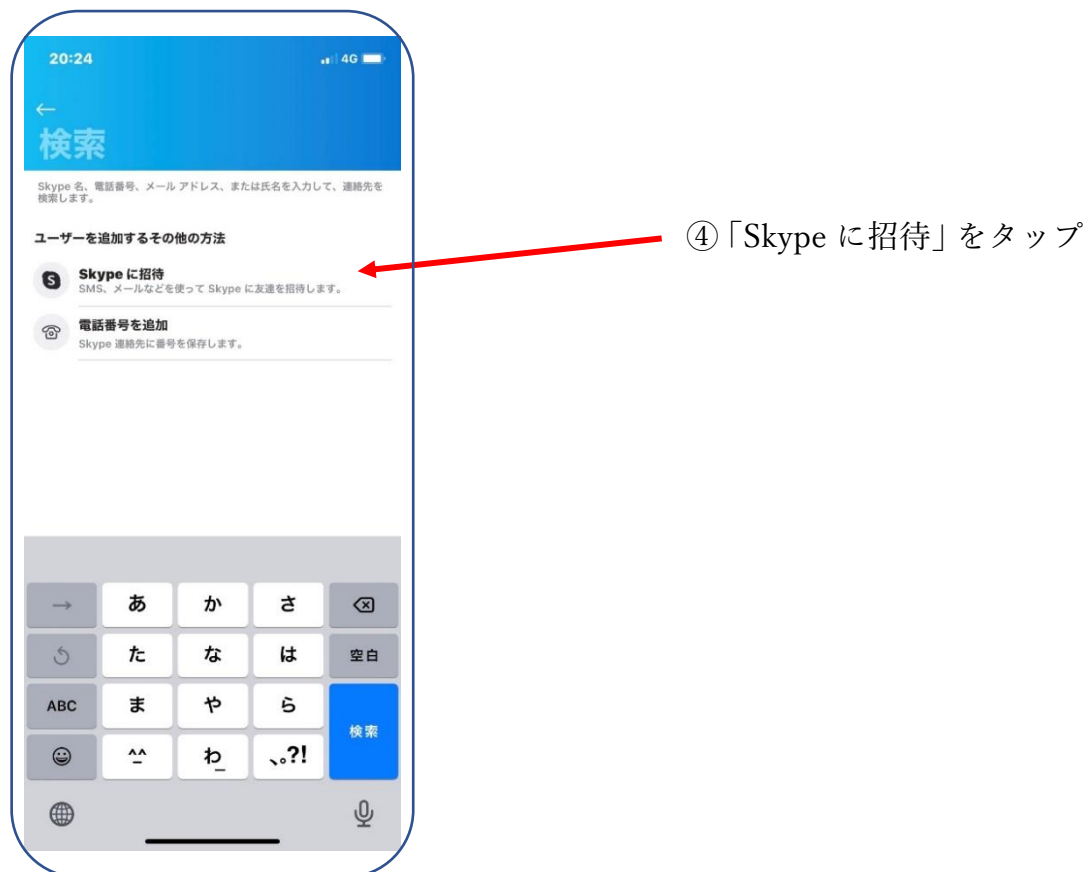 20:24
4G
←
検索
Skype 名、電話番号、メール アドレス、または氏名を入力して、連絡先を
検索します。
ユーザーを追加するその他の方法
S Skype に招待
SMS、メールなどを使って Skype に友達を招待します。
電話番号を追加
Skype 連絡先に番号を保存します。
④「Skype に招待」をタップ
→ あ か さ
た な は 空白
ABC ま や ら
検索
^_^ わ_ 、。?!